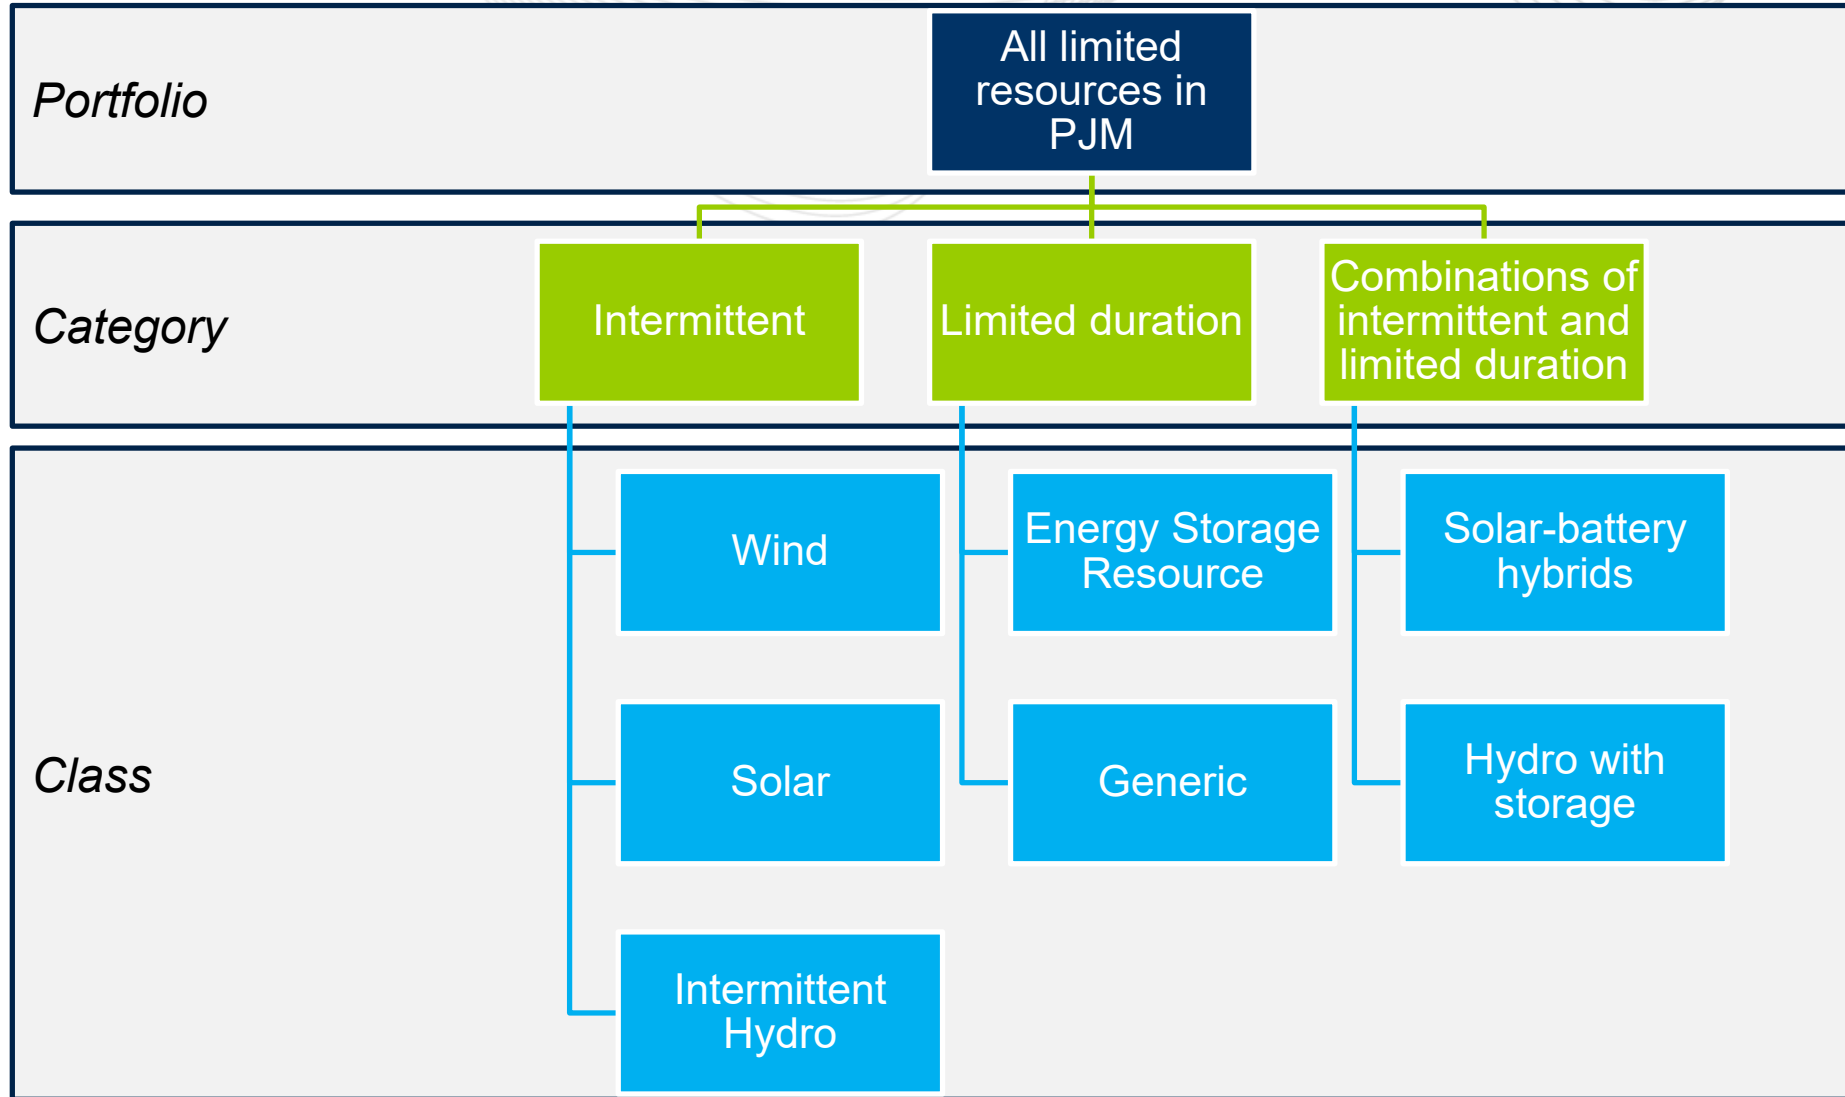 Portfolio
All limited
resources in
PJM
Category
Intermittent
Limited duration
Combinations of
intermittent and
limited duration
Class
Wind
Energy Storage
Resource
Solar-battery
hybrids
Solar
Generic
Hydro with
storage
Intermittent
Hydro